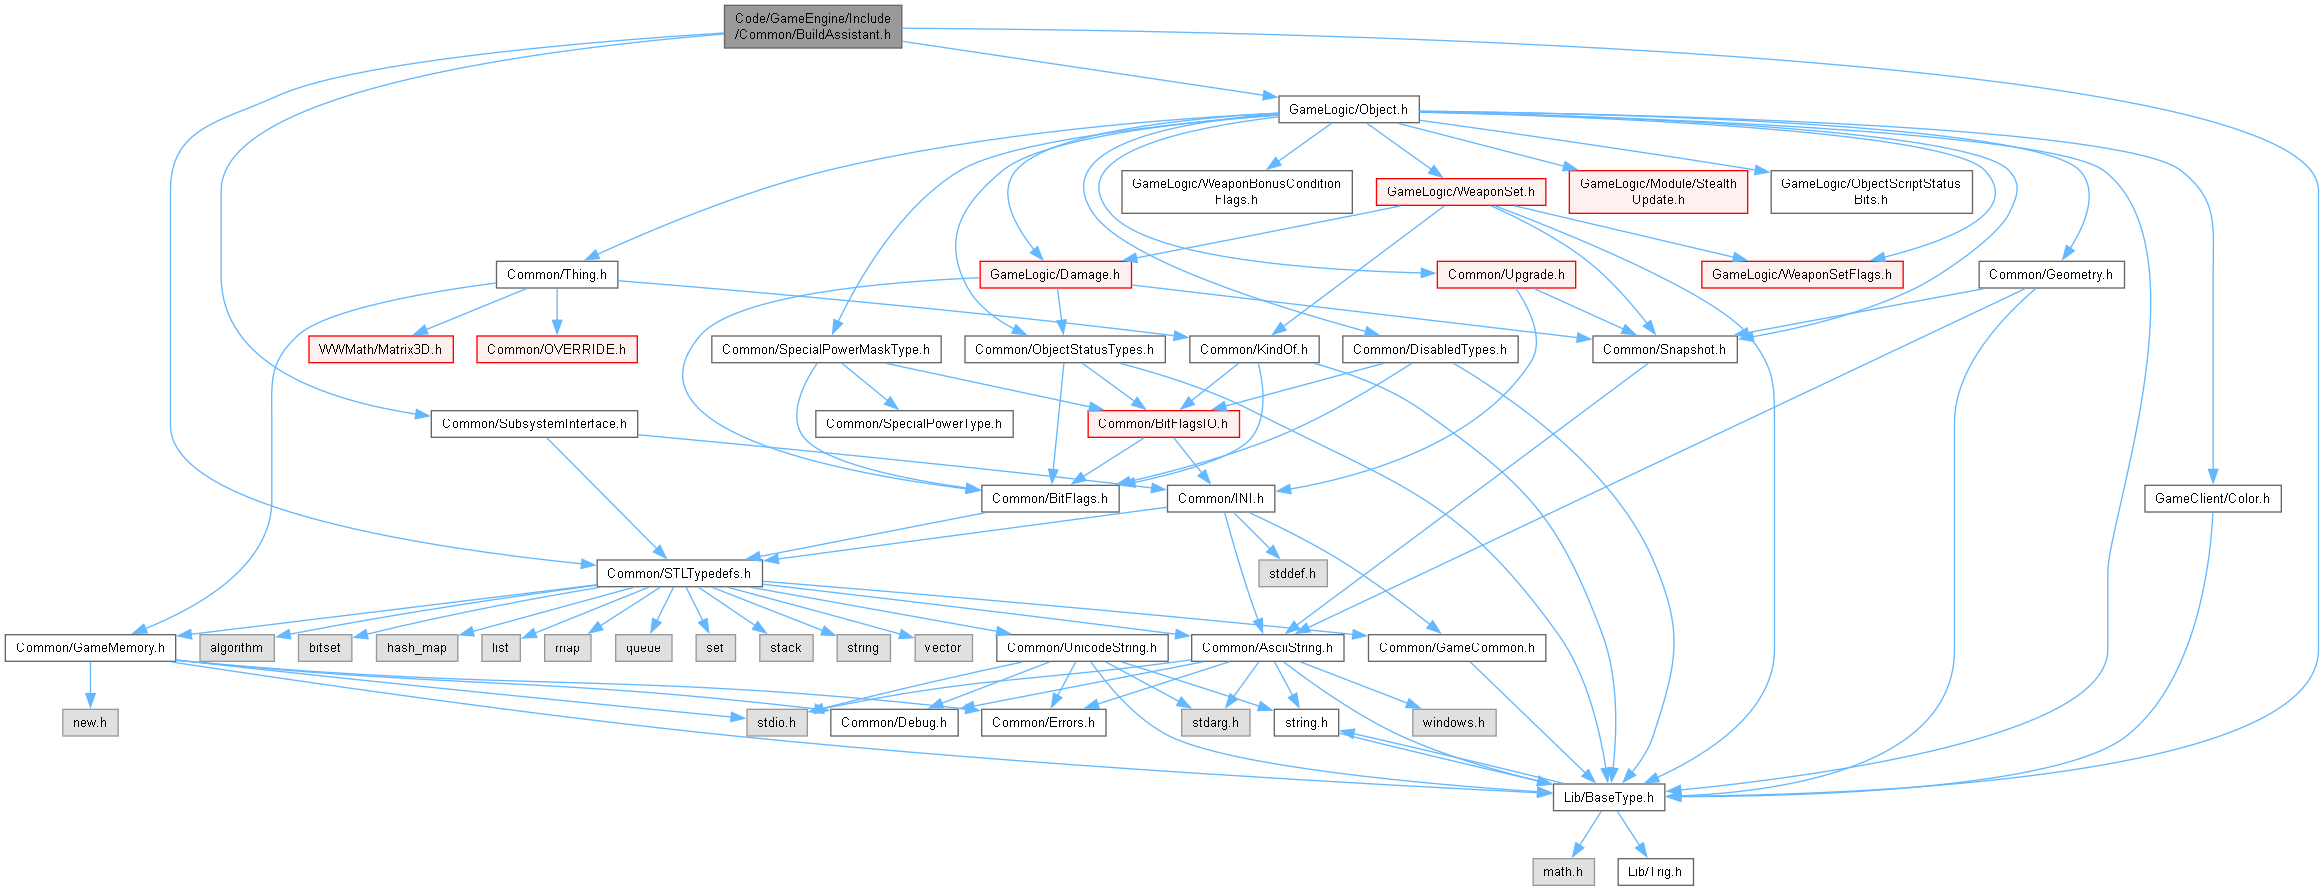 Code/GameEngine/Include
/Common/BuildAssistant.h
GameLogic/Object.h
GameLogic/WeaponBonusCondition
Flags.h
GameLogic/WeaponSet.h
GameLogic/Module/Stealth
Update.h
GameLogic/ObjectScriptStatus
Bits.h
Common/Thing.h
GameLogic/Damage.h
Common/Upgrade.h
GameLogic/WeaponSetFlags.h
Common/Geometry.h
WWMath/Matrix3D.h
Common/OVERRIDE.h
Common/SpecialPowerMaskType.h
Common/ObjectStatusTypes.h
Common/KindOf.h
Common/DisabledTypes.h
Common/Snapshot.h
Common/SubsystemInterface.h
Common/SpecialPowerType.h
Common/BitFlagsIO.h
Common/BitFlags.h
Common/INI.h
GameClient/Color.h
Common/STLTypedefs.h
stddef.h
Common/GameMemory.h
algorithm
bitset
hash_map
list
map
queue
set
stack
string
vector
Common/UnicodeString.h
Common/AsciiString.h
Common/GameCommon.h
new.h
stdio.h
Common/Debug.h
Common/Errors.h
stdarg.h
string.h
windows.h
Lib/BaseType.h
math.h
Lib/Trig.h